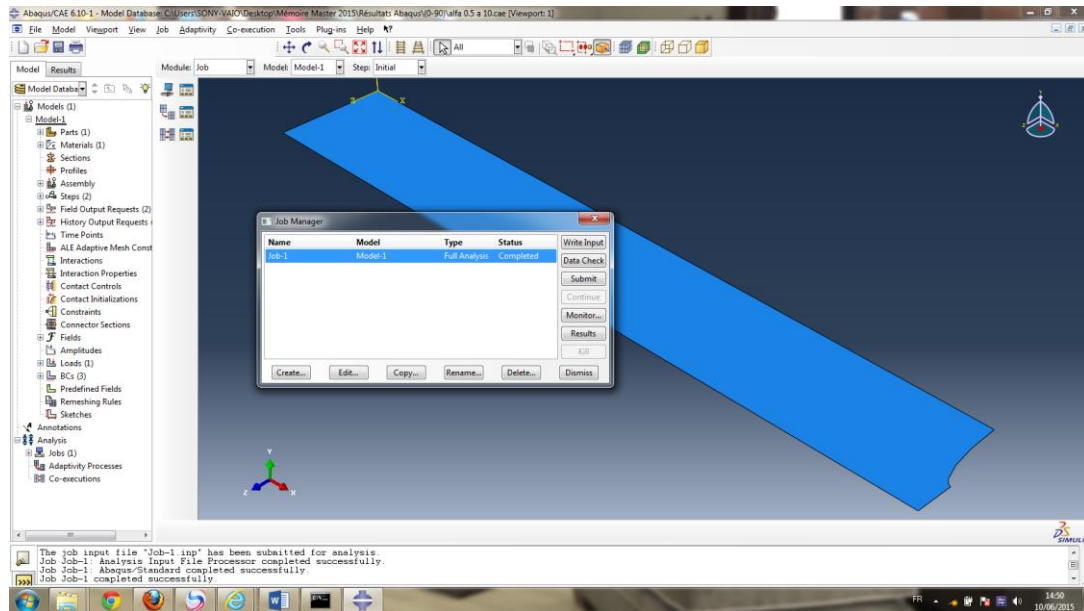 Abaqus/CAE 6.10-1 - Model Database: C:\Users\SONY-VAIO\Desktop\Mémoire Master 2015\Résultats Abaqus\(0-90)\alfa 0.5 a 10.cae [Viewport: 1]
File Model Viewport View Job Adaptivity Co-execution Tools Plug-ins Help
All
Model Results
Module: Job Model: Model-1 Step: Initial
Model Databa
Models (1)
Model-1
Parts (1)
Materials (1)
Sections
Profiles
Assembly
Steps (2)
Field Output Requests (2)
History Output Requests
Time Points
ALE Adaptive Mesh Const
Interactions
Interaction Properties
Contact Controls
Contact Initializations
Constraints
Connector Sections
Fields
Amplitudes
Loads (1)
BCs (3)
Predefined Fields
Remeshing Rules
Sketches
Annotations
Analysis
Jobs (1)
Adaptivity Processes
Co-executions
Job Manager
Name Model Type Status
Job-1 Model-1 Full Analysis Completed
Write Input
Data Check
Submit
Continue
Monitor...
Results
Kill
Create... Edit... Copy... Rename... Delete... Dismiss
Y
Z X
SIMULI
The job input file "Job-1.inp" has been submitted for analysis.
Job Job-1: Analysis Input File Processor completed successfully.
Job Job-1: Abaqus/Standard completed successfully.
Job Job-1 completed successfully.
FR
14:50
10/06/2015